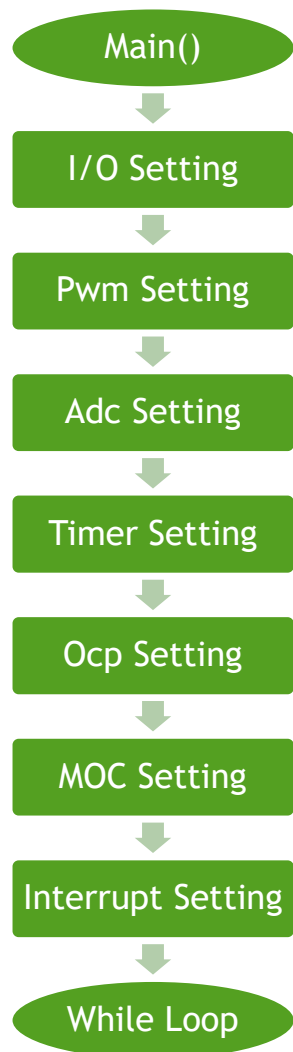 Main()
I/O Setting
Pwm Setting
Adc Setting
Timer Setting
Ocp Setting
MOC Setting
Interrupt Setting
While Loop